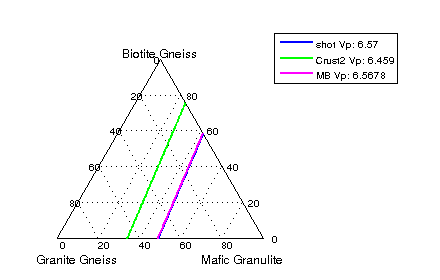 shot Vp: 6.57
Crust2 Vp: 6.459
MB Vp: 6.5678
Biotite Gneiss
0
20 80
40 60
60 40
80 20
0 20 40 60 80 0
Granite Gneiss Mafic Granulite